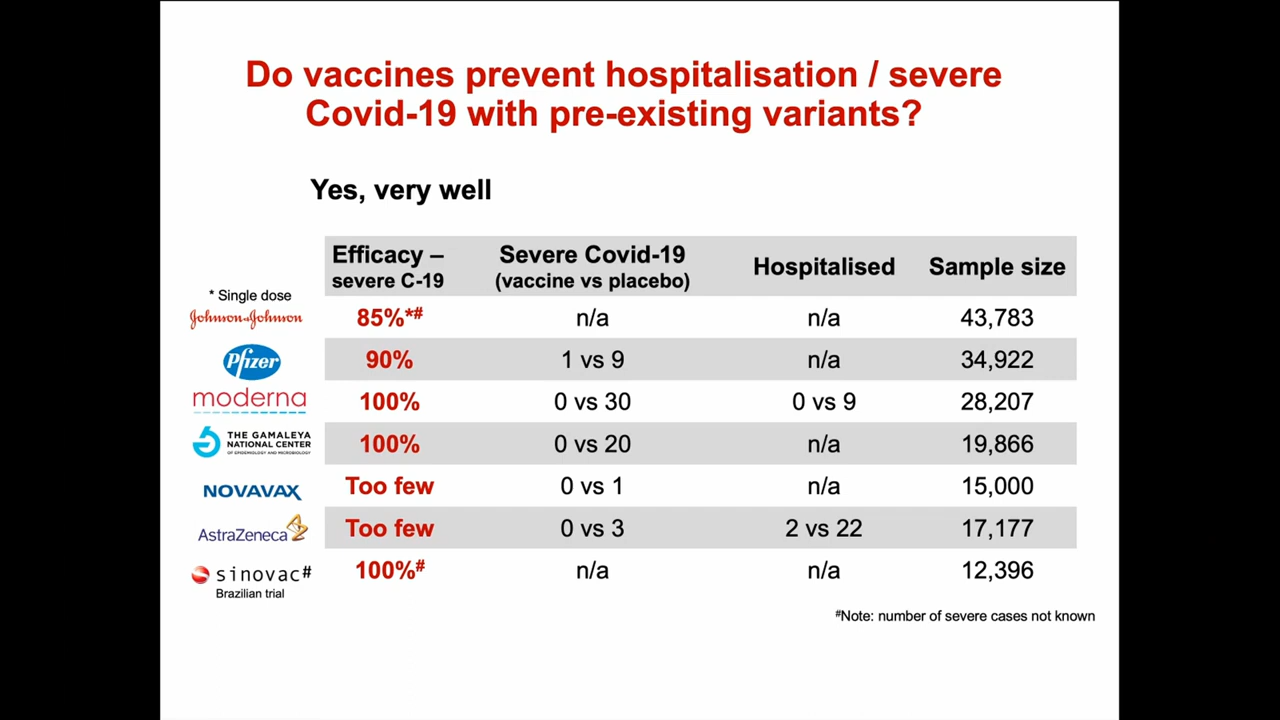 Do vaccines prevent hospitalisation / severe
Covid-19 with pre-existing variants?
Yes, very well
Efficacy – severe C-19 Severe Covid-19 (vaccine vs placebo) Hospitalised Sample size
* Single dose
Johnson&Johnson 85%*# n/a n/a 43,783
Pfizer 90% 1 vs 9 n/a 34,922
moderna 100% 0 vs 30 0 vs 9 28,207
THE GAMALEYA NATIONAL CENTER OF EPIDEMIOLOGY AND MICROBIOLOGY 100% 0 vs 20 n/a 19,866
NOVAVAX Too few 0 vs 1 n/a 15,000
AstraZeneca Too few 0 vs 3 2 vs 22 17,177
sinovac# 100%# n/a n/a 12,396
Brazilian trial
#Note: number of severe cases not known